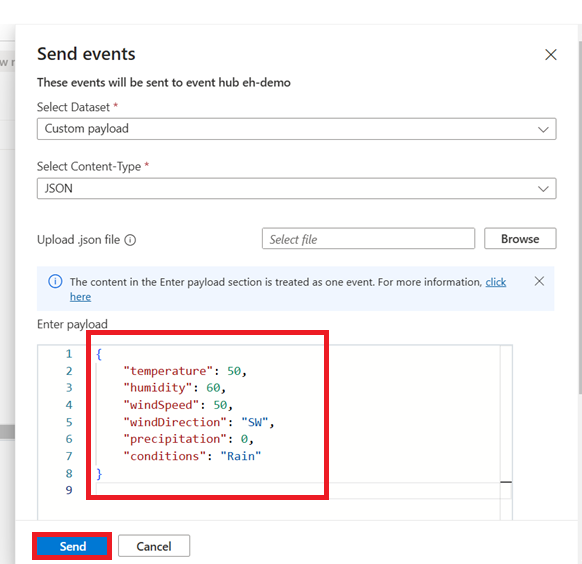 w n
Send events
These events will be sent to event hub eh-demo
Select Dataset *
Custom payload
Select Content-Type *
JSON
Upload .json file
Select file
Browse
The content in the Enter payload section is treated as one event. For more information, click
here
Enter payload
1 {
2 "temperature": 50,
3 "humidity": 60,
4 "windSpeed": 50,
5 "windDirection": "SW",
6 "precipitation": 0,
7 "conditions": "Rain"
8 }
9
Send
Cancel